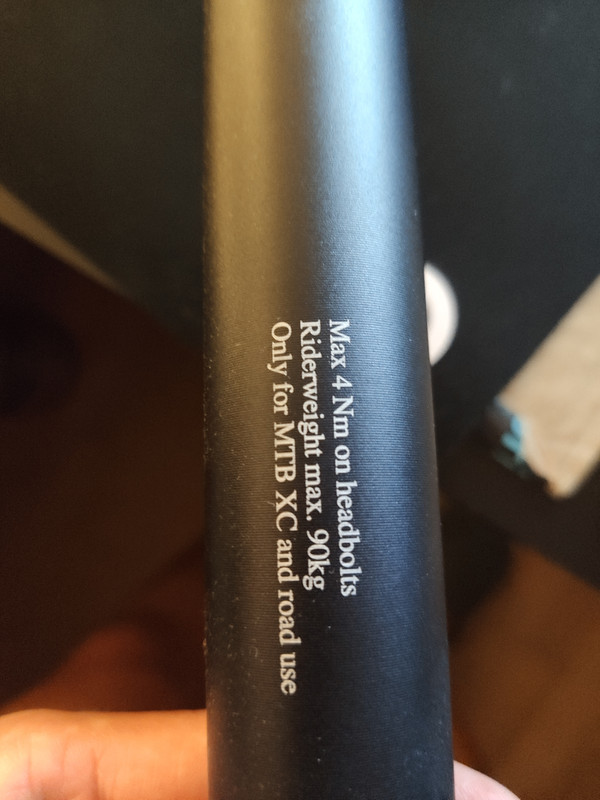 Max 4 Nm on headbolts
Riderweight max. 90kg
Only for MTB XC and road use